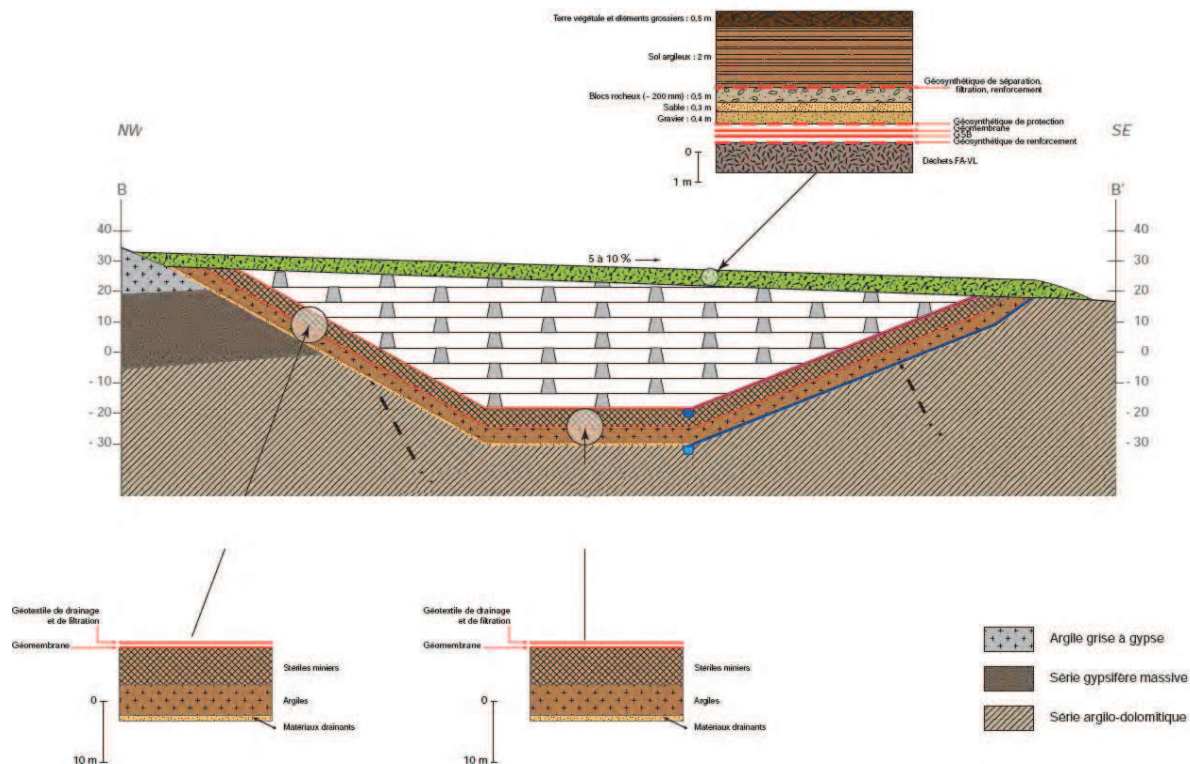 Terre végétale et éléments grossiers : 0,5 m
Sol argileux : 2 m
Géosynthétique de séparation,
filtration, renforcement
Blocs rocheux (~ 200 mm) : 0,5 m
Sable : 0,3 m
Gravier : 0,4 m
Géosynthétique de protection
Géomembrane
GSB
Géosynthétique de renforcement
0
1 m
Déchets FA-VL
NW
SE
B
B'
40
30
20
10
0
- 10
- 20
- 30
5 à 10 %
40
30
20
10
0
- 10
- 20
- 30
Géotextile de drainage
et de filtration
Géomembrane
Stériles miniers
Argiles
Matériaux drainants
0
10 m
Géotextile de drainage
et de filtration
Géomembrane
Stériles miniers
Argiles
Matériaux drainants
0
10 m
Argile grise à gypse
Série gypsifère massive
Série argilo-dolomitique